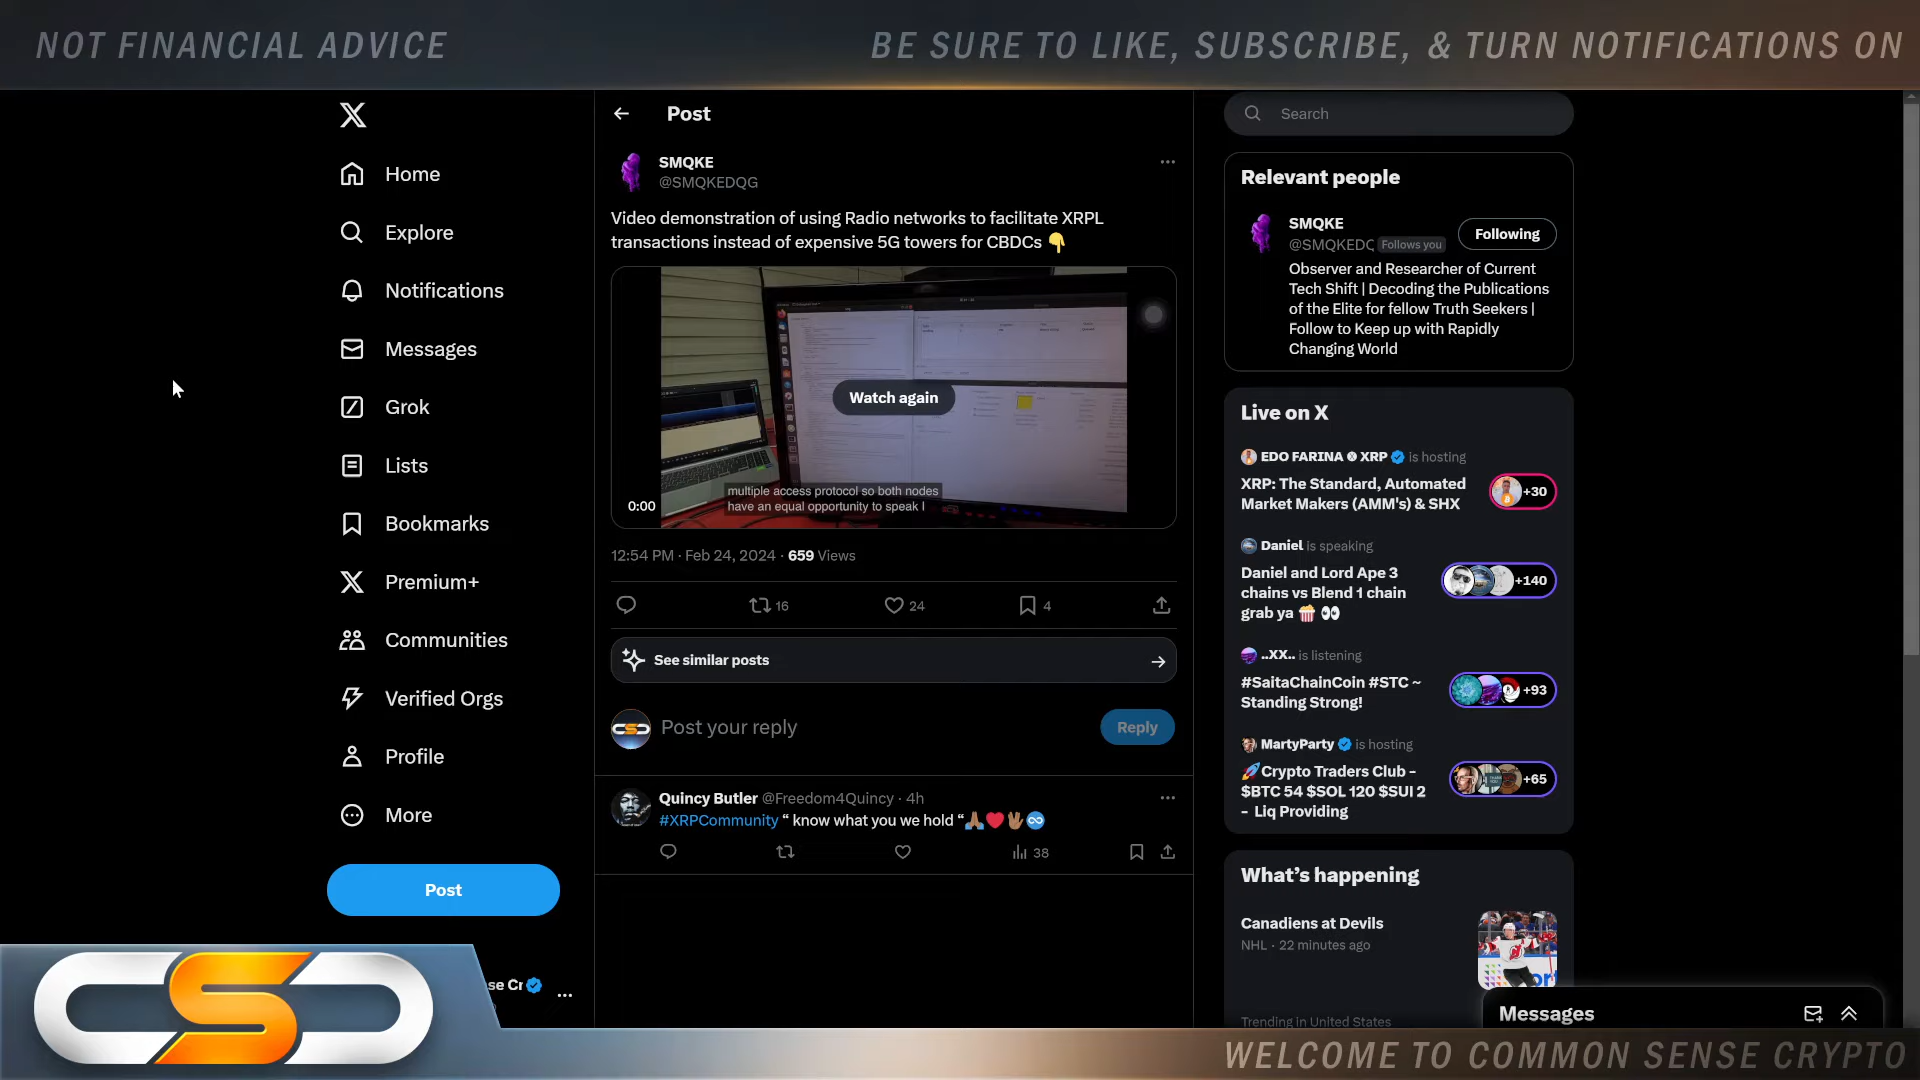 NOT FINANCIAL ADVICE
BE SURE TO LIKE, SUBSCRIBE, & TURN NOTIFICATIONS ON
Home
Explore
Notifications
Messages
Grok
Lists
Bookmarks
Premium+
Communities
Verified Orgs
Profile
More
Post
se Cr
Post
SMQKE
@SMQKEDQG
Video demonstration of using Radio networks to facilitate XRPL
transactions instead of expensive 5G towers for CBDCs 👇
Watch again
multiple access protocol so both nodes
have an equal opportunity to speak I
0:00
12:54 PM · Feb 24, 2024 · 659 Views
16
24
4
See similar posts
Post your reply
Reply
Quincy Butler @Freedom4Quincy · 4h
#XRPCommunity “ know what you we hold “🙏🏽❤️🖖🏽♾️
38
Search
Relevant people
SMQKE
@SMQKEDC Follows you
Following
Observer and Researcher of Current
Tech Shift | Decoding the Publications
of the Elite for fellow Truth Seekers |
Follow to Keep up with Rapidly
Changing World
Live on X
EDO FARINA XRP is hosting
XRP: The Standard, Automated
Market Makers (AMM's) & SHX
+30
Daniel is speaking
Daniel and Lord Ape 3
chains vs Blend 1 chain
grab ya 🍿 👀
+140
..XX.. is listening
#SaitaChainCoin #STC ~
Standing Strong!
+93
MartyParty is hosting
🚀Crypto Traders Club -
$BTC 54 $SOL 120 $SUI 2
- Liq Providing
+65
What's happening
Canadiens at Devils
NHL · 22 minutes ago
Trending in United States
Messages
CSC
WELCOME TO COMMON SENSE CRYPTO